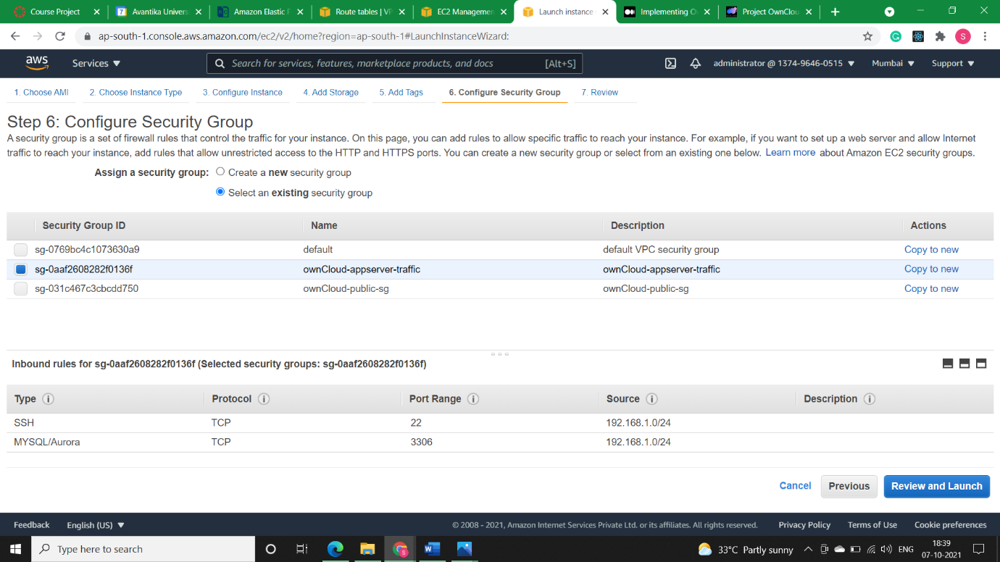 Course Project
Avantika Univers
Amazon Elastic F
Route tables | VP
EC2 Managemen
Launch instance
Implementing O
Project OwnClou
ap-south-1.console.aws.amazon.com/ec2/v2/home?region=ap-south-1#LaunchInstanceWizard:
S
aws
Services
Search for services, features, marketplace products, and docs
[Alt+S]
administrator @ 1374-9646-0515
Mumbai
Support
1. Choose AMI
2. Choose Instance Type
3. Configure Instance
4. Add Storage
5. Add Tags
6. Configure Security Group
7. Review
Step 6: Configure Security Group
A security group is a set of firewall rules that control the traffic for your instance. On this page, you can add rules to allow specific traffic to reach your instance. For example, if you want to set up a web server and allow Internet
traffic to reach your instance, add rules that allow unrestricted access to the HTTP and HTTPS ports. You can create a new security group or select from an existing one below. Learn more about Amazon EC2 security groups.
Assign a security group: Create a new security group
Select an existing security group
Security Group ID Name Description Actions
sg-0769bc4c1073630a9 default default VPC security group Copy to new
sg-0aaf2608282f0136f ownCloud-appserver-traffic ownCloud-appserver-traffic Copy to new
sg-031c467c3cbcdd750 ownCloud-public-sg ownCloud-public-sg Copy to new
Inbound rules for sg-0aaf2608282f0136f (Selected security groups: sg-0aaf2608282f0136f)
Type Protocol Port Range Source Description
SSH TCP 22 192.168.1.0/24
MYSQL/Aurora TCP 3306 192.168.1.0/24
Cancel Previous Review and Launch
Feedback English (US) © 2008 - 2021, Amazon Internet Services Private Ltd. or its affiliates. All rights reserved. Privacy Policy Terms of Use Cookie preferences
Type here to search
33°C Partly sunny
ENG
18:39
07-10-2021